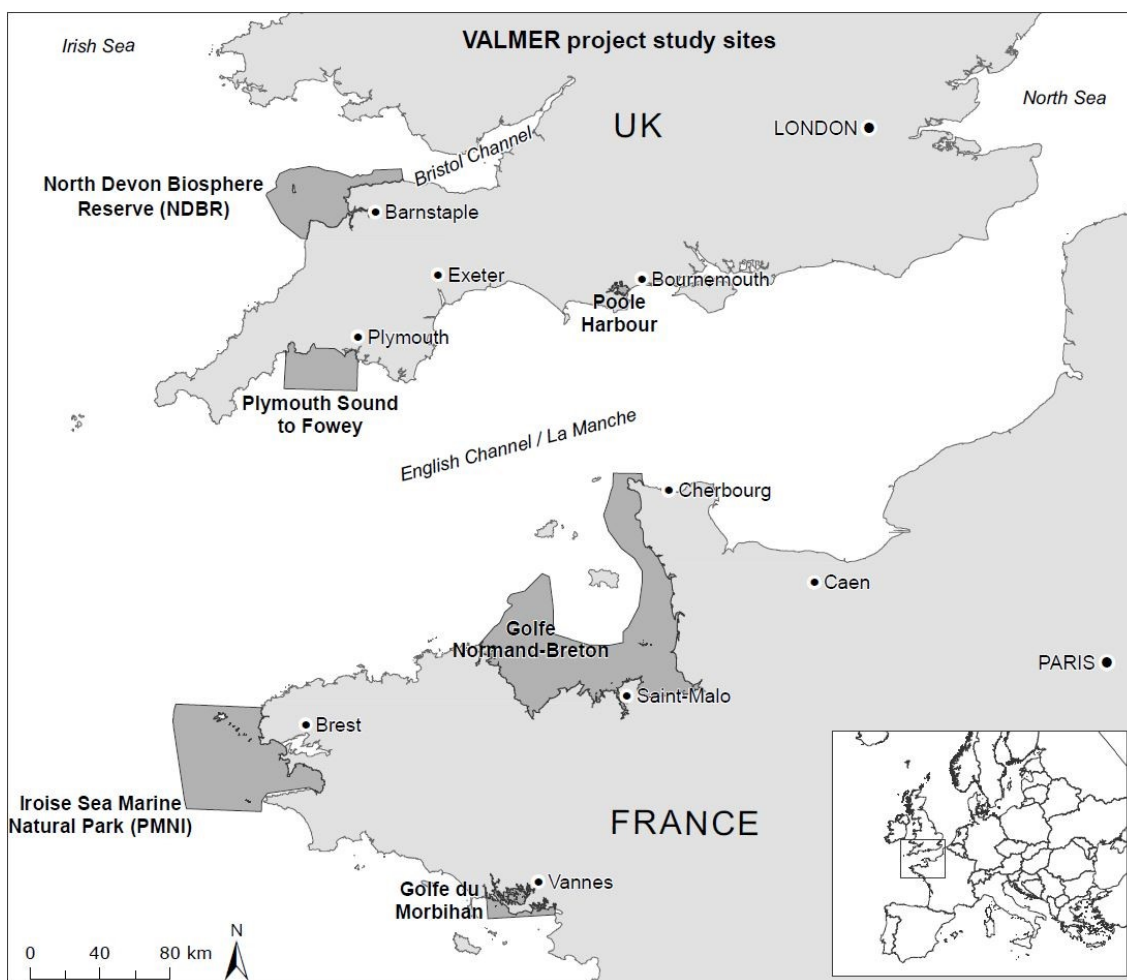 VALMER project study sites
Irish Sea
North Sea
UK
LONDON
Bristol Channel
North Devon Biosphere
Reserve (NDBR)
Barnstaple
Exeter
Bournemouth
Poole
Harbour
Plymouth
Plymouth Sound
to Fowey
English Channel / La Manche
Cherbourg
Caen
Golfe
Normand-Breton
PARIS
Saint-Malo
Brest
Iroise Sea Marine
Natural Park (PMNI)
FRANCE
Vannes
Golfe du
Morbihan
N
0 40 80 km